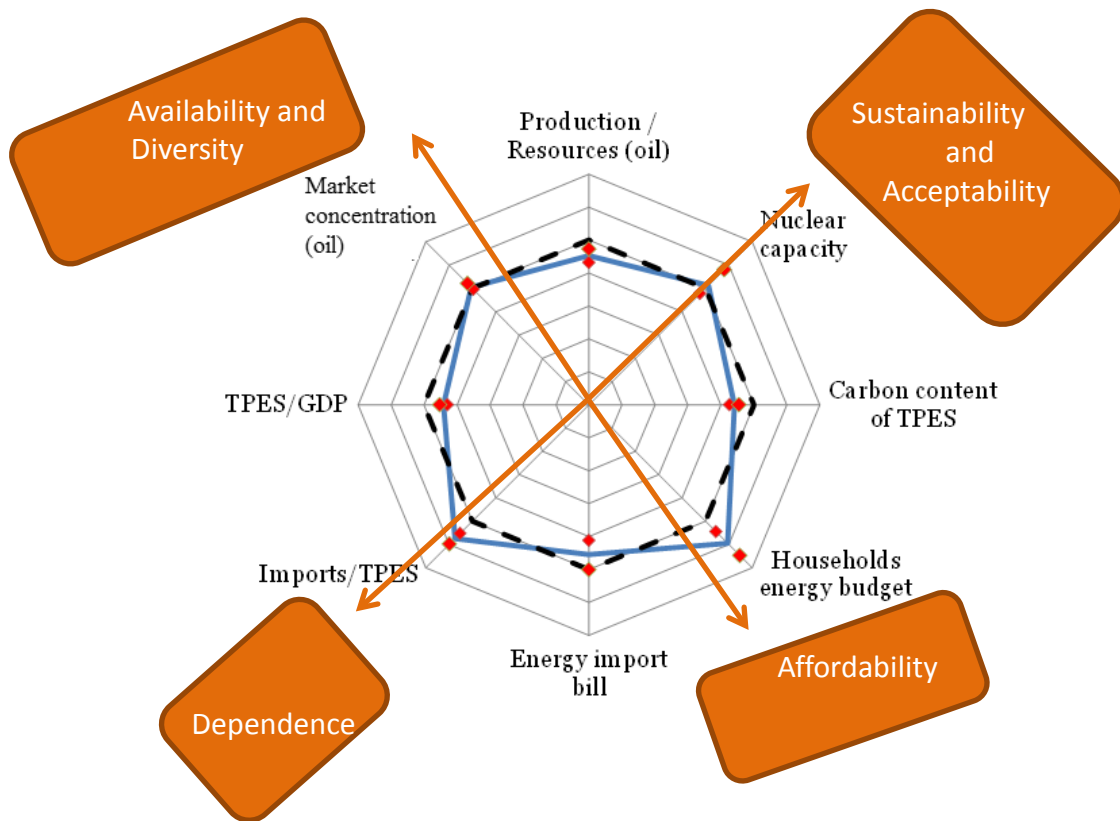 Availability and
Diversity
Sustainability
and
Acceptability
Production /
Resources (oil)
Market
concentration
(oil)
Nuclear
capacity
TPES/GDP
Carbon content
of TPES
Imports/TPES
Households
energy budget
Energy import
bill
Affordability
Dependence